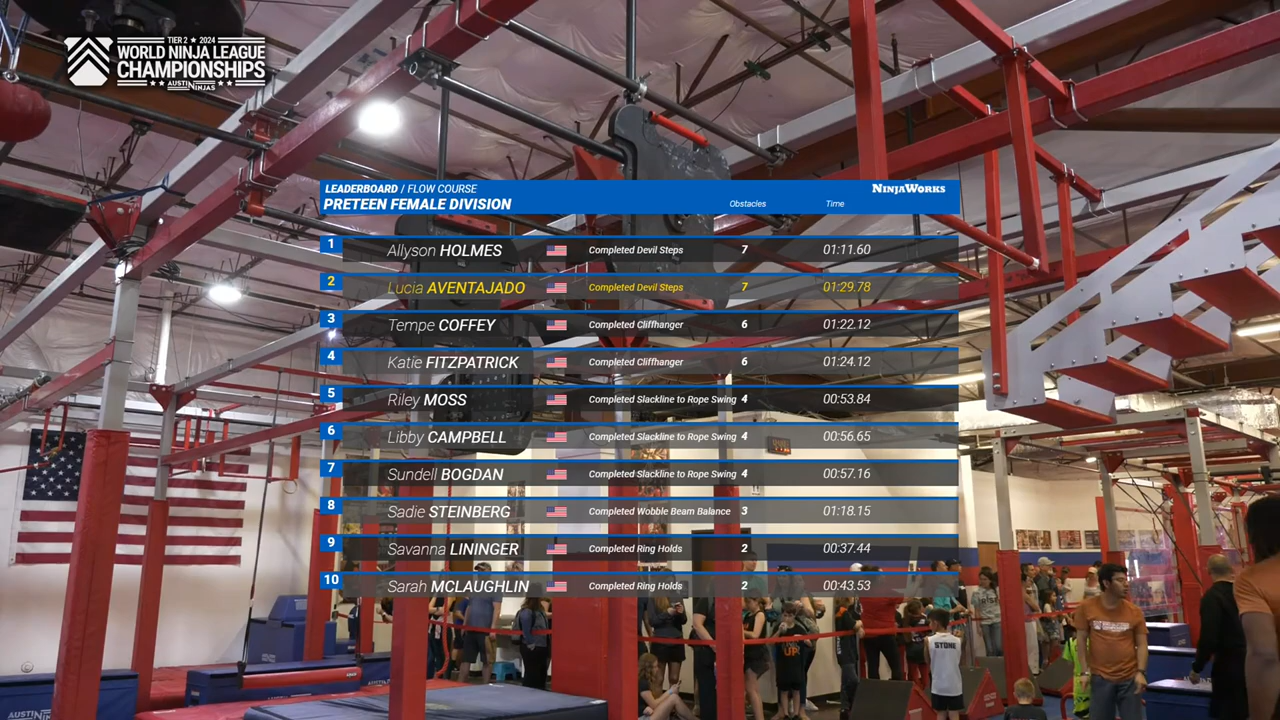 TIER 2 ★ 2024
WORLD NINJA LEAGUE
CHAMPIONSHIPS
AUSTIN NINJAS
LEADERBOARD / FLOW COURSE
NINJAWORKS
PRETEEN FEMALE DIVISION
Obstacles Time
1 Allyson HOLMES Completed Devil Steps 7 01:11.60
2 Lucia AVENTAJADO Completed Devil Steps 7 01:29.78
3 Tempe COFFEY Completed Cliffhanger 6 01:22.12
4 Katie FITZPATRICK Completed Cliffhanger 6 01:24.12
5 Riley MOSS Completed Slackline to Rope Swing 4 00:53.84
6 Libby CAMPBELL Completed Slackline to Rope Swing 4 00:56.65
7 Sundell BOGDAN Completed Slackline to Rope Swing 4 00:57.16
8 Sadie STEINBERG Completed Wobble Beam Balance 3 01:18.15
9 Savanna LININGER Completed Ring Holds 2 00:37.44
10 Sarah MCLAUGHLIN Completed Ring Holds 2 00:43.53
STONE
UP!